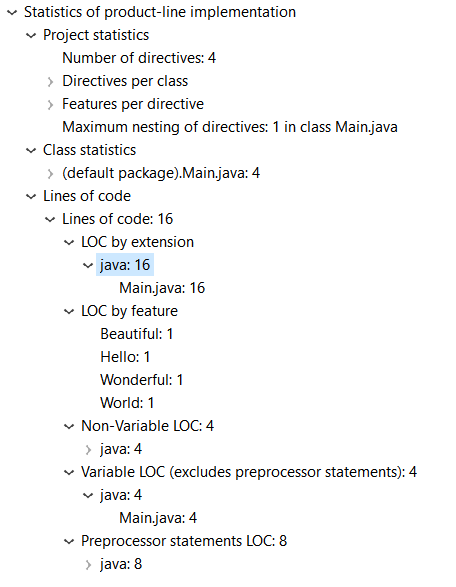 Statistics of product-line implementation
Project statistics
Number of directives: 4
Directives per class
Features per directive
Maximum nesting of directives: 1 in class Main.java
Class statistics
(default package).Main.java: 4
Lines of code
Lines of code: 16
LOC by extension
java: 16
Main.java: 16
LOC by feature
Beautiful: 1
Hello: 1
Wonderful: 1
World: 1
Non-Variable LOC: 4
java: 4
Variable LOC (excludes preprocessor statements): 4
java: 4
Main.java: 4
Preprocessor statements LOC: 8
java: 8